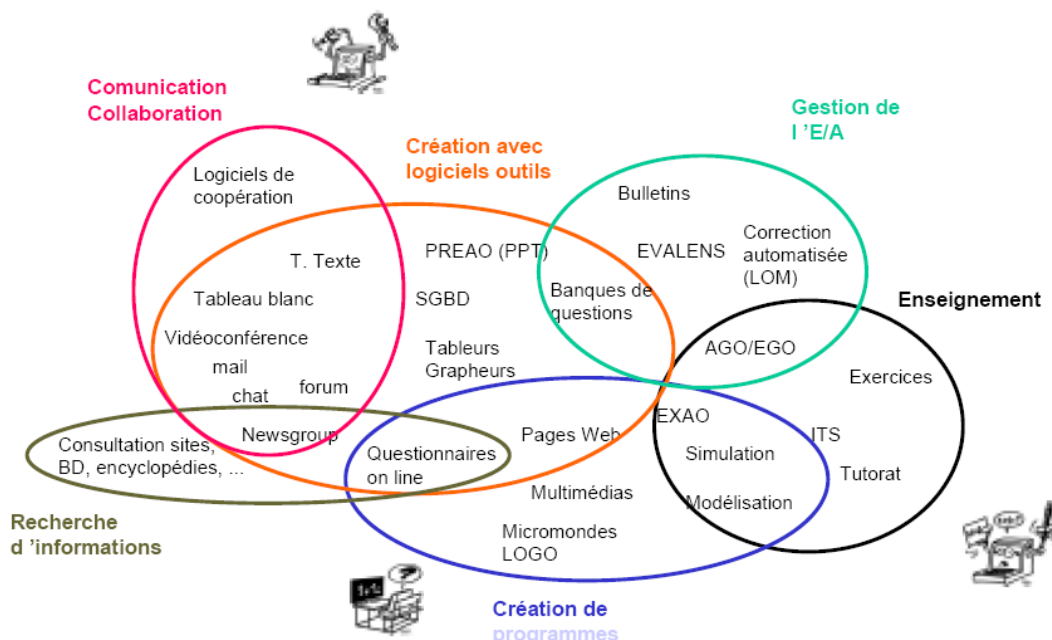 Comunication
Collaboration
Gestion de
l ’E/A
Création avec
logiciels outils
Logiciels de
coopération
Bulletins
T. Texte
PREAO (PPT)
EVALENS
Correction
automatisée
(LOM)
Tableau blanc
SGBD
Banques de
questions
Enseignement
Vidéoconférence
mail
chat
forum
Tableurs
Grapheurs
AGO/EGO
Exercices
Consultation sites,
BD, encyclopédies, ...
Newsgroup
Questionnaires
on line
Pages Web
EXAO
Simulation
ITS
Tutorat
Multimédias
Modélisation
Micromondes
LOGO
Recherche
d ’informations
Création de
programmes